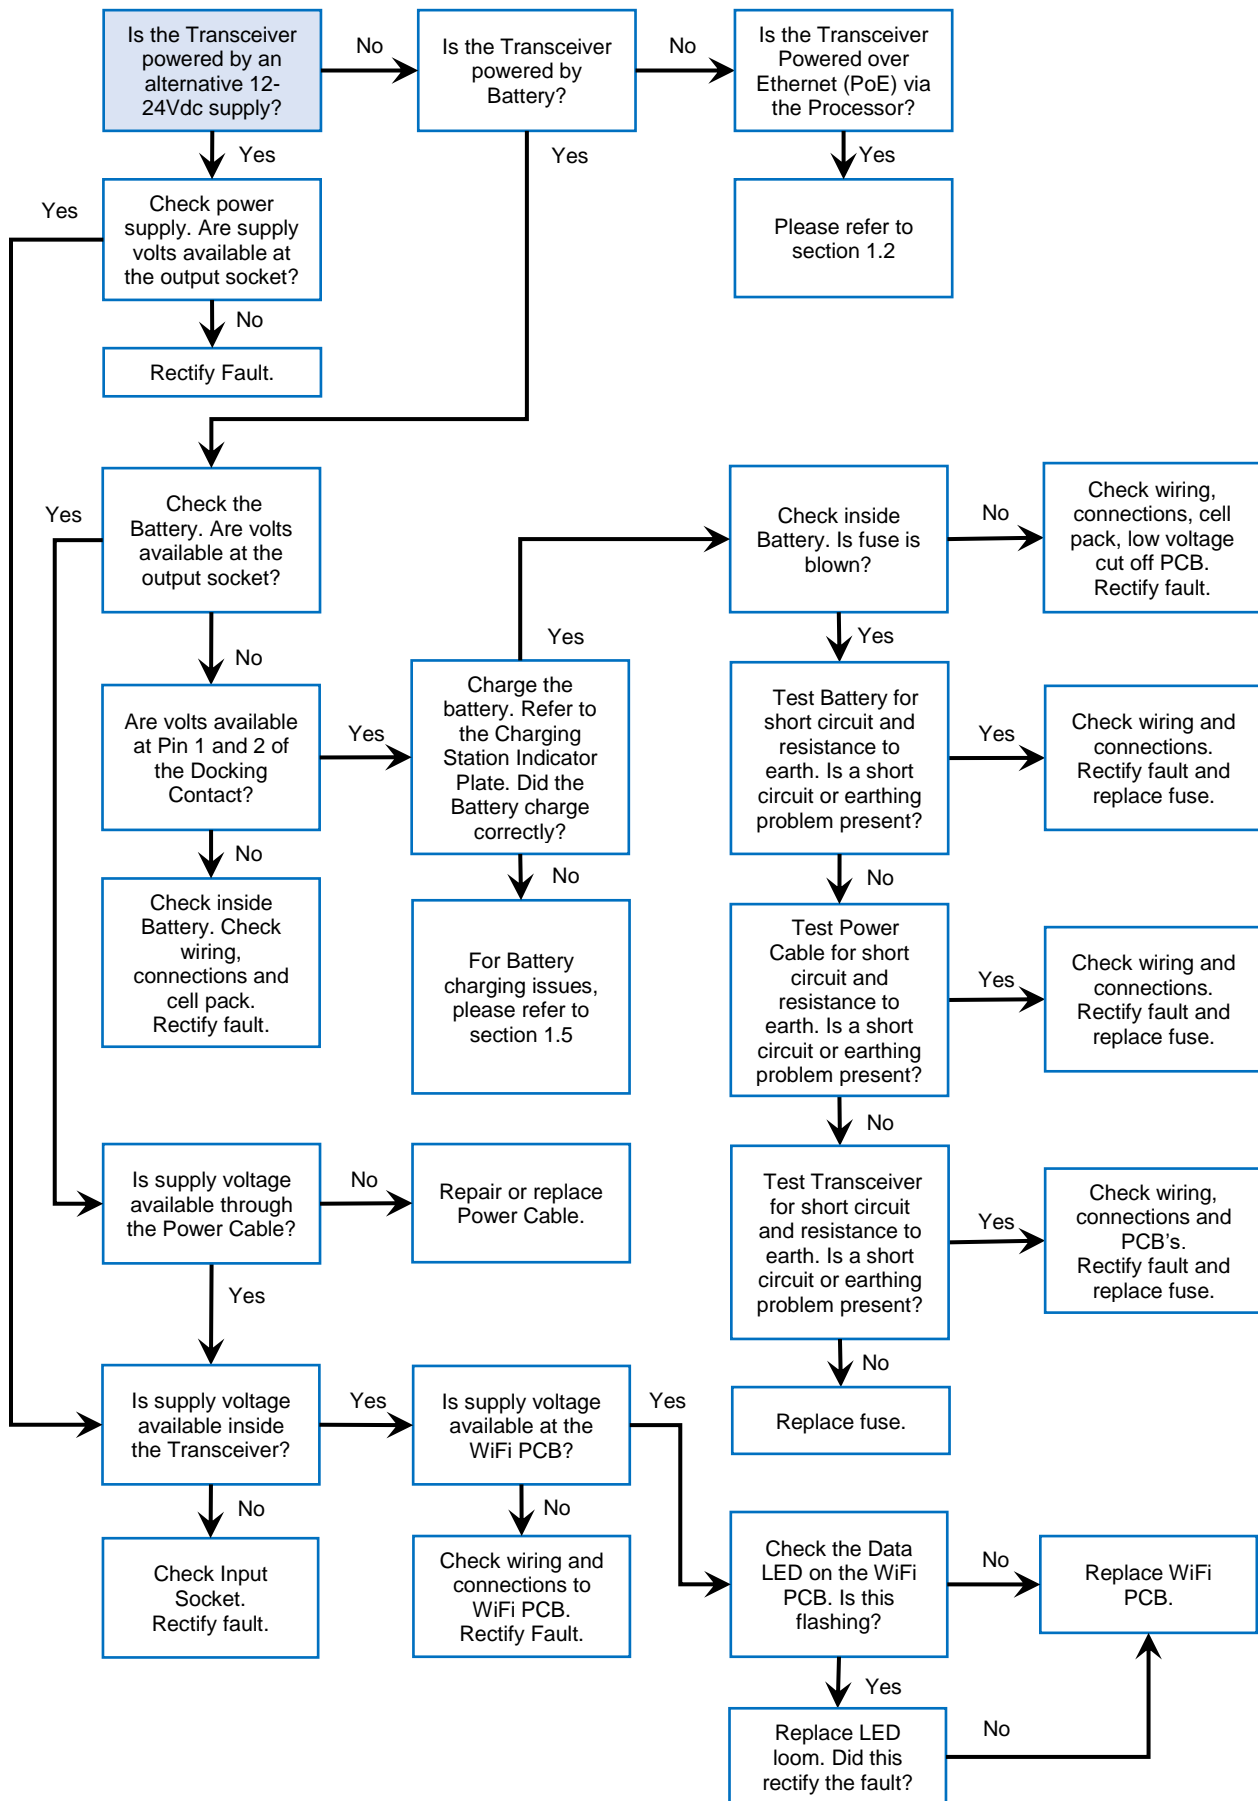 Is the Transceiver
powered by an
alternative 12-
24Vdc supply?
No
Is the Transceiver
powered by
Battery?
No
Is the Transceiver
Powered over
Ethernet (PoE) via
the Processor?
Yes
Yes
Yes
Yes
Check power
supply. Are supply
volts available at
the output socket?
Please refer to
section 1.2
No
Rectify Fault.
Yes
Check the
Battery. Are volts
available at the
output socket?
Check inside
Battery. Is fuse is
blown?
No
Check wiring,
connections, cell
pack, low voltage
cut off PCB.
Rectify fault.
No
Yes
Yes
Are volts available
at Pin 1 and 2 of
the Docking
Contact?
Yes
Charge the
battery. Refer to
the Charging
Station Indicator
Plate. Did the
Battery charge
correctly?
Test Battery for
short circuit and
resistance to
earth. Is a short
circuit or earthing
problem present?
Yes
Check wiring and
connections.
Rectify fault and
replace fuse.
No
No
No
Check inside
Battery. Check
wiring,
connections and
cell pack.
Rectify fault.
For Battery
charging issues,
please refer to
section 1.5
Test Power
Cable for short
circuit and
resistance to
earth. Is a short
circuit or earthing
problem present?
Yes
Check wiring and
connections.
Rectify fault and
replace fuse.
No
Is supply voltage
available through
the Power Cable?
No
Repair or replace
Power Cable.
Test Transceiver
for short circuit
and resistance to
earth. Is a short
circuit or earthing
problem present?
Yes
Check wiring,
connections and
PCB’s.
Rectify fault and
replace fuse.
Yes
No
Is supply voltage
available inside
the Transceiver?
Yes
Is supply voltage
available at the
WiFi PCB?
Yes
Replace fuse.
No
No
Check Input
Socket.
Rectify fault.
Check wiring and
connections to
WiFi PCB.
Rectify Fault.
Check the Data
LED on the WiFi
PCB. Is this
flashing?
No
Replace WiFi
PCB.
Yes
Replace LED
loom. Did this
rectify the fault?
No